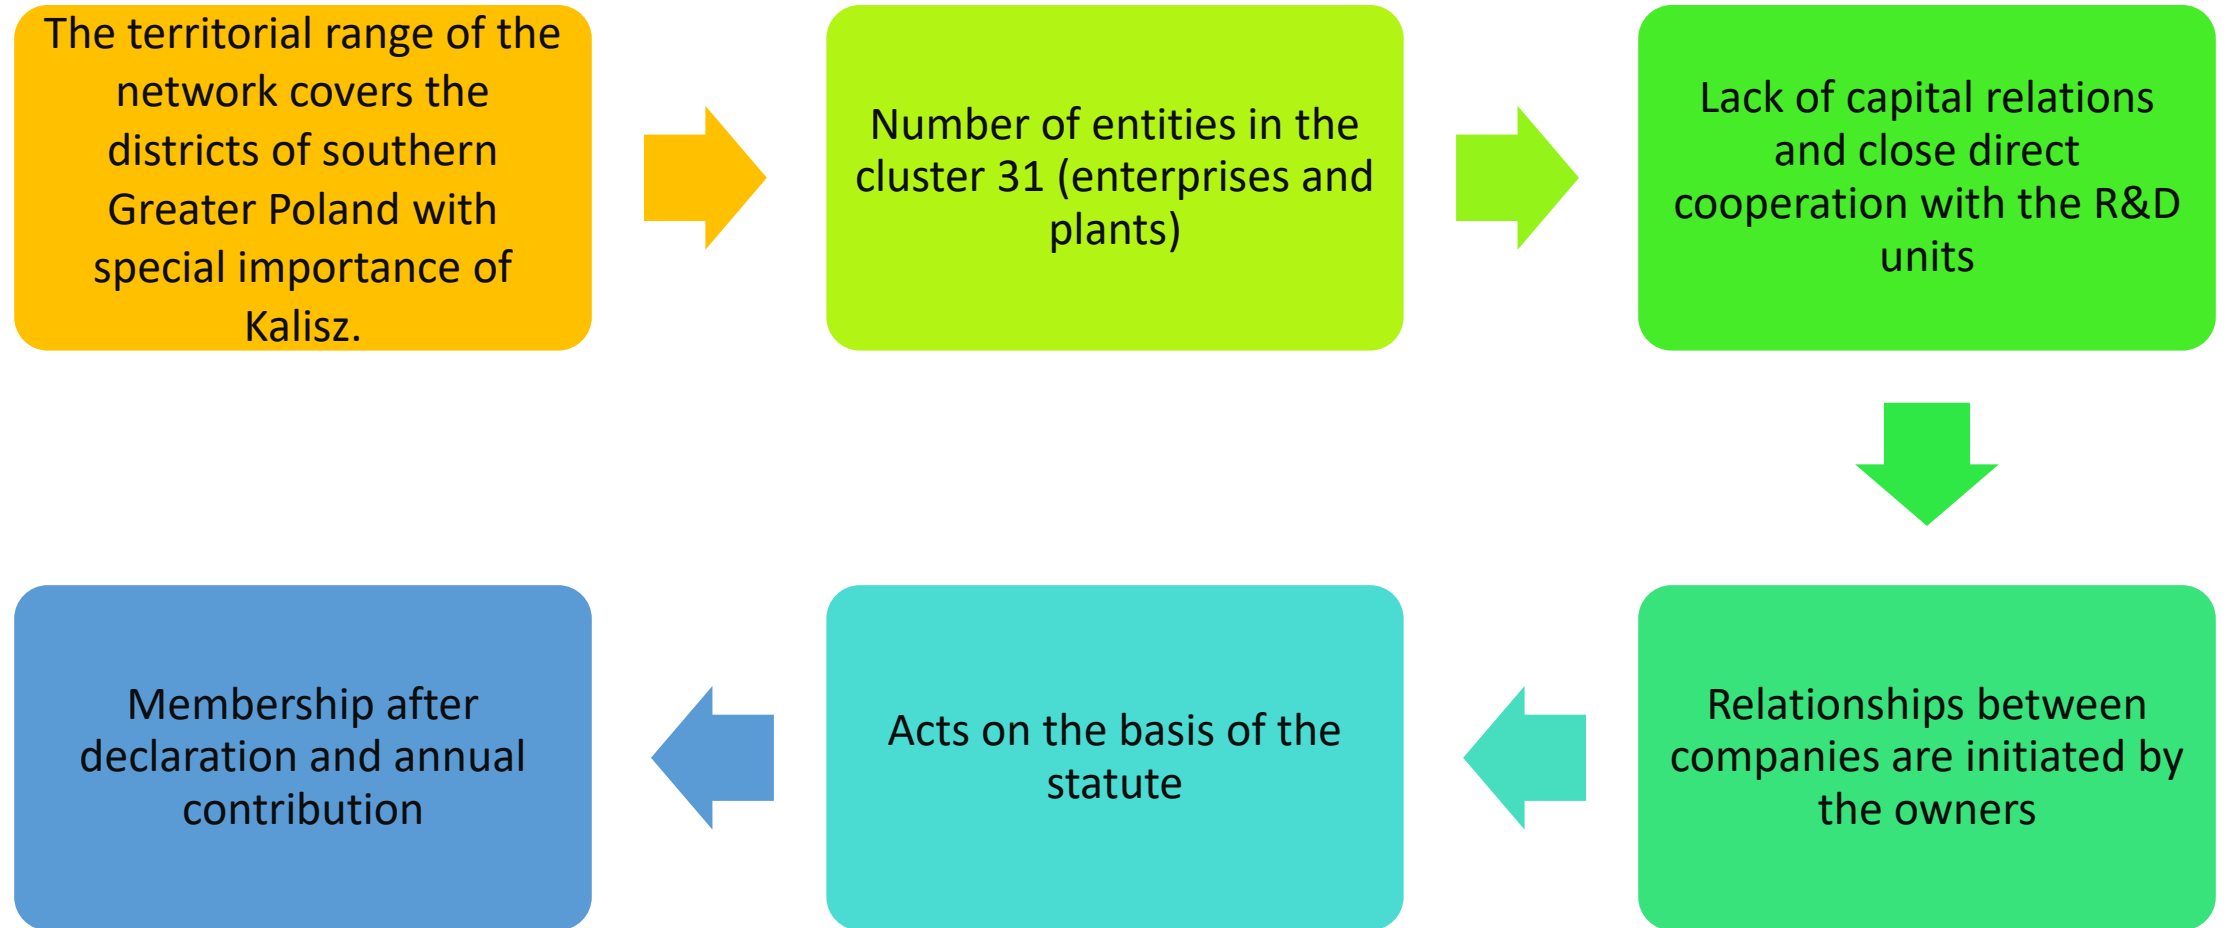 The territorial range of the
network covers the
districts of southern
Greater Poland with
special importance of
Kalisz.
Number of entities in the
cluster 31 (enterprises and
plants)
Lack of capital relations
and close direct
cooperation with the R&D
units
Relationships between
companies are initiated by
the owners
Acts on the basis of the
statute
Membership after
declaration and annual
contribution